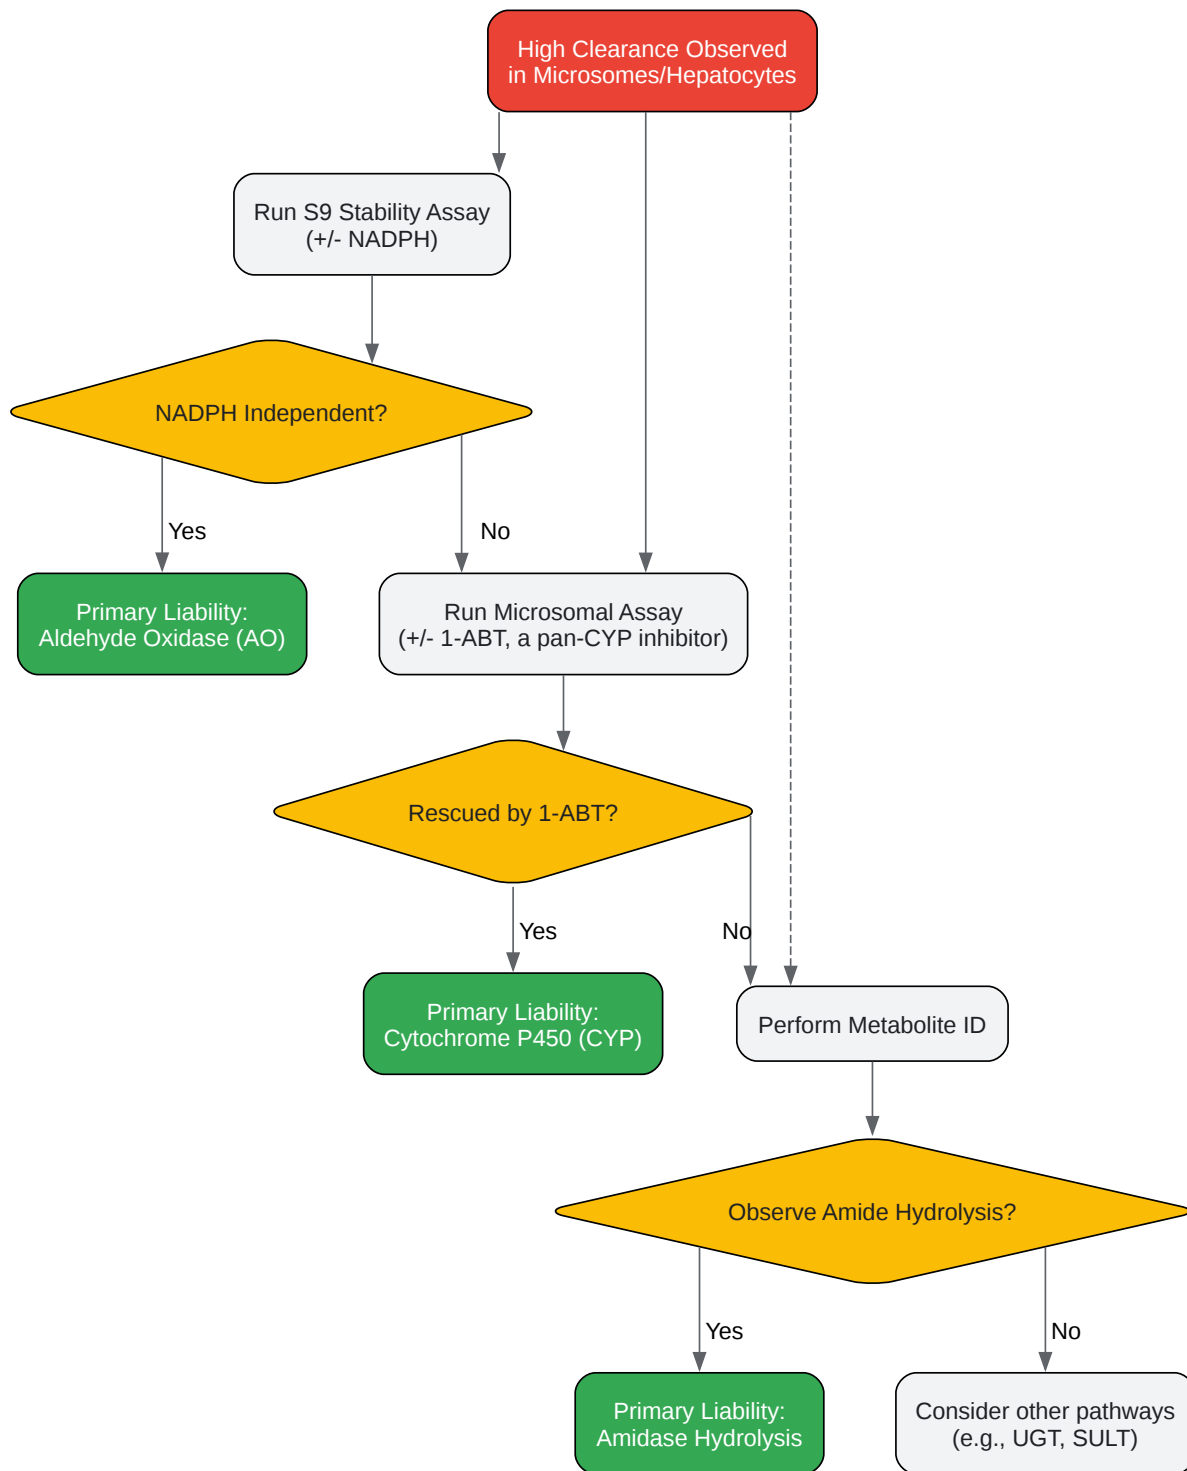 High Clearance Observed
in Microsomes/Hepatocytes
Run S9 Stability Assay
(+/- NADPH)
NADPH Independent?
Yes
No
Primary Liability:
Aldehyde Oxidase (AO)
Run Microsomal Assay
(+/- 1-ABT, a pan-CYP inhibitor)
Rescued by 1-ABT?
Yes
No
Primary Liability:
Cytochrome P450 (CYP)
Perform Metabolite ID
Observe Amide Hydrolysis?
Yes
No
Primary Liability:
Amidase Hydrolysis
Consider other pathways
(e.g., UGT, SULT)